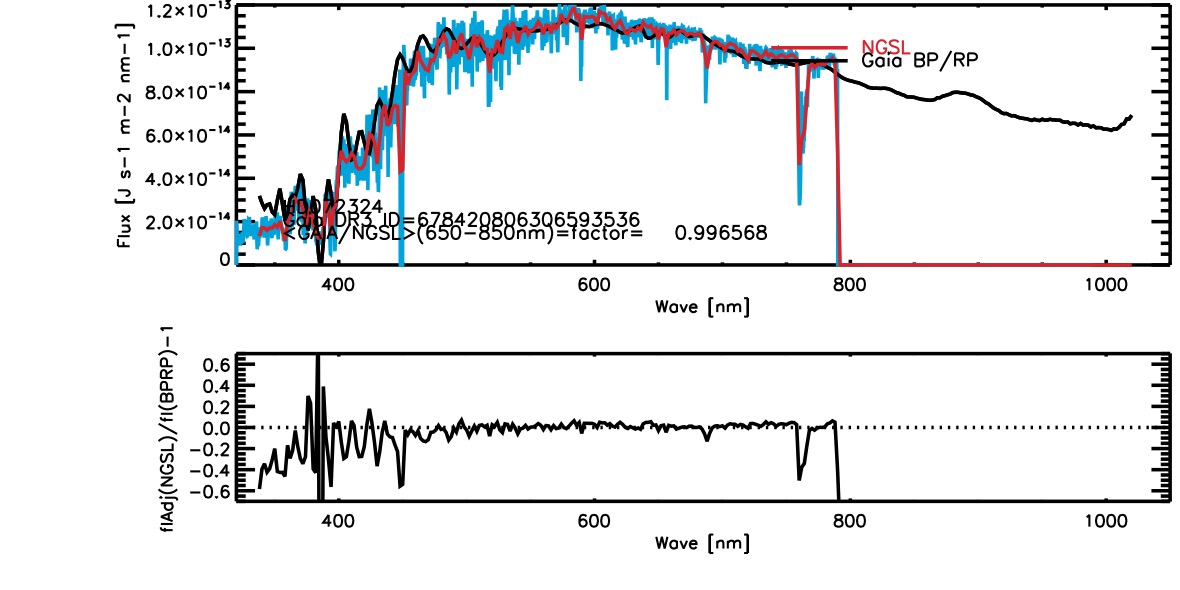 1.2×10−13
1.0×10−13
8.0×10−14
6.0×10−14
4.0×10−14
2.0×10−14
0
Flux [J s−1 m−2 nm−1]
NGSL
Gaia BP/RP
HD072324
Gaia DR3 ID=678420806306593536
<GAIA/NGSL>(650−850nm)=factor= 0.996568
400 600 800 1000
Wave [nm]
flAdj(NGSL)/fl(BPRP)−1
0.6
0.4
0.2
0.0
−0.2
−0.4
−0.6
400 600 800 1000
Wave [nm]